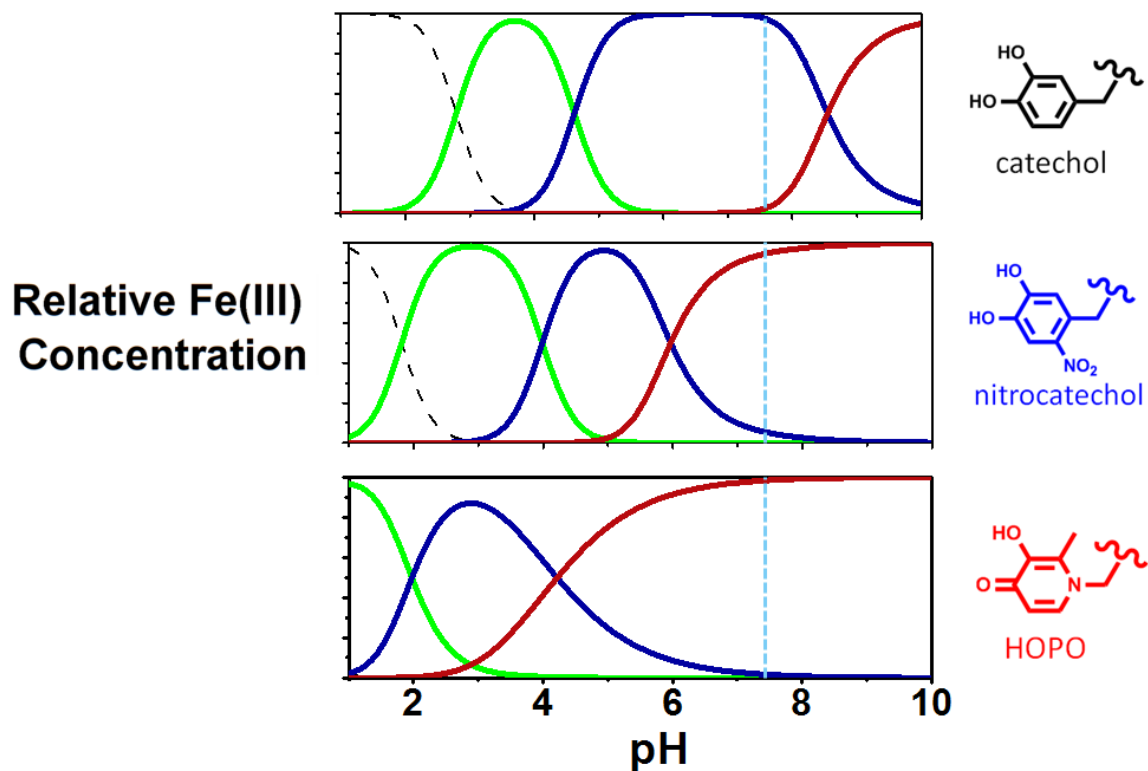 HO
HO
catechol
Relative Fe(III)
Concentration
HO
HO
NO₂
nitrocatechol
HO
O
N
HOPO
2
4
6
8
10
pH